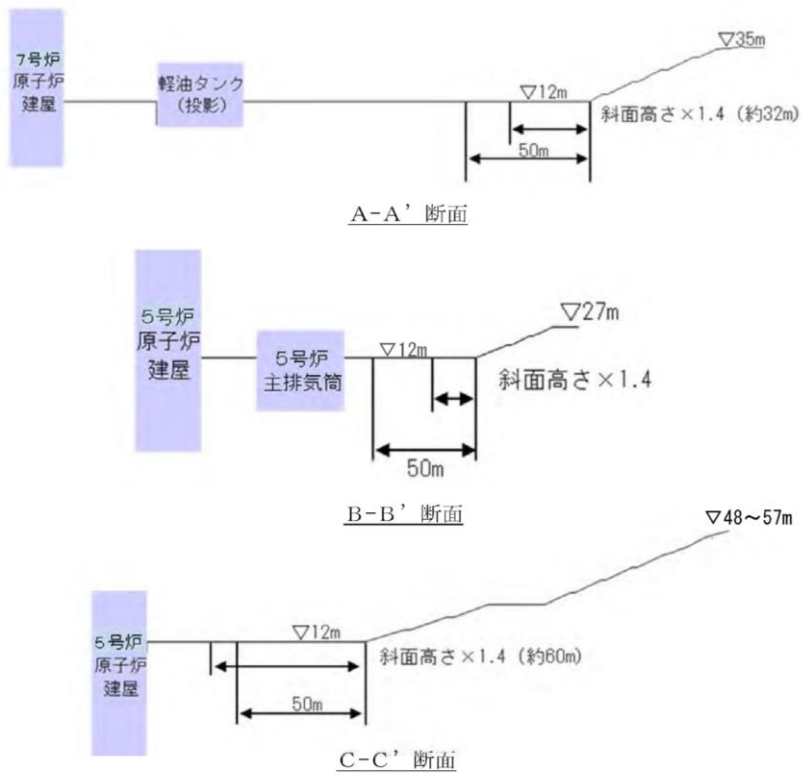 ▽35m
7号炉
原子炉
建屋
軽油タンク
(投影)
▽12m
斜面高さ×1.4 (約32m)
50m
A-A’断面
5号炉
原子炉
建屋
5号炉
主排気筒
▽12m
▽27m
斜面高さ×1.4
50m
B-B’断面
▽48～57m
5号炉
原子炉
建屋
▽12m
斜面高さ×1.4 (約60m)
50m
C-C’断面